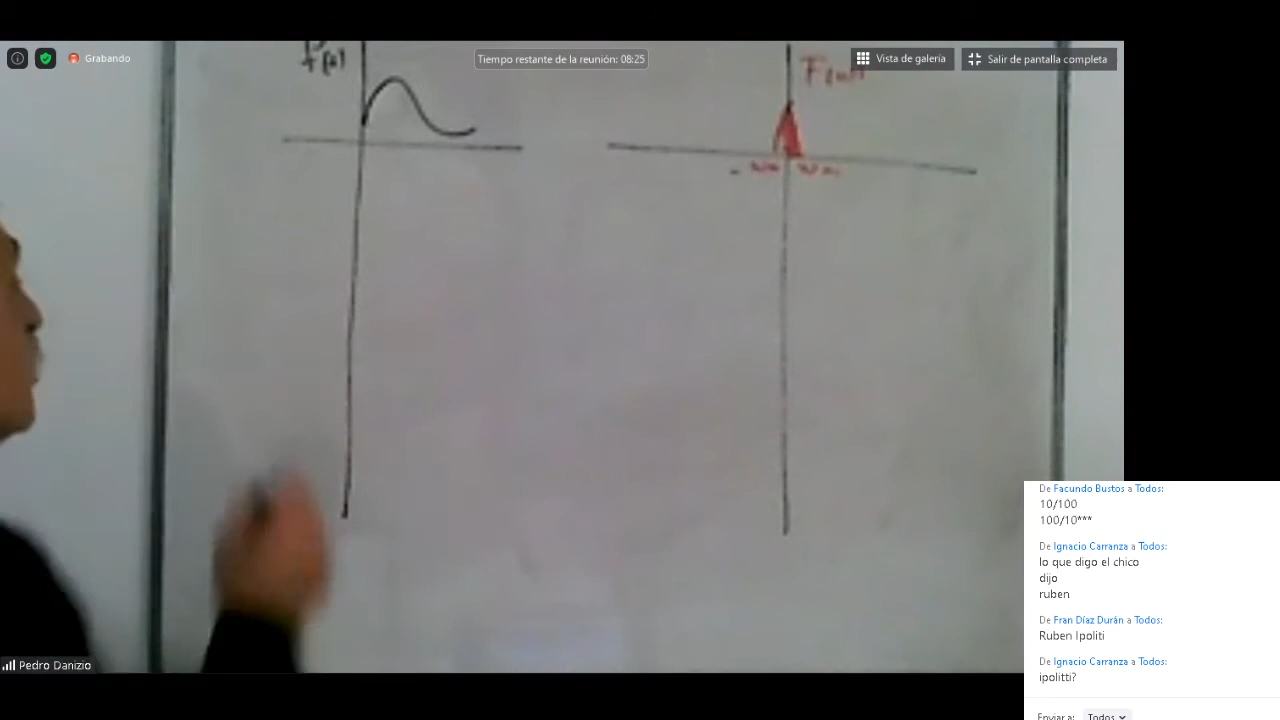 Grabando
Tiempo restante de la reunión: 08:25
Vista de galería
Salir de pantalla completa
Pedro Danizio
De Facundo Bustos a Todos:
10/100
100/10***
De Ignacio Carranza a Todos:
lo que digo el chico
dijo
ruben
De Fran Díaz Durán a Todos:
Ruben Ipoliti
De Ignacio Carranza a Todos:
ipolitti?
Enviar a: Todos